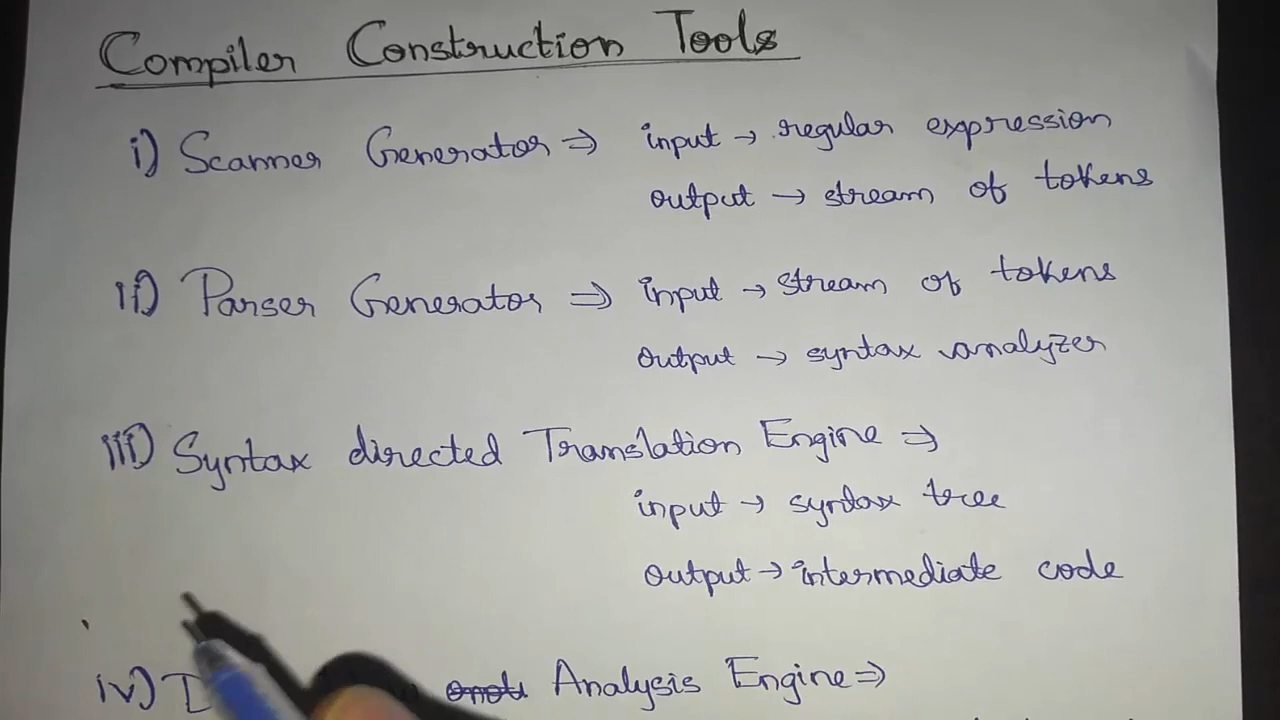 Compiler Construction Tools
i) Scanner Generator ⇒ input → regular expression
output → stream of tokens
ii) Parser Generator ⇒ input → stream of tokens
output → syntax analyzer
iii) Syntax directed Translation Engine ⇒
input → syntax tree
output → intermediate code
iv) Analysis Engine ⇒